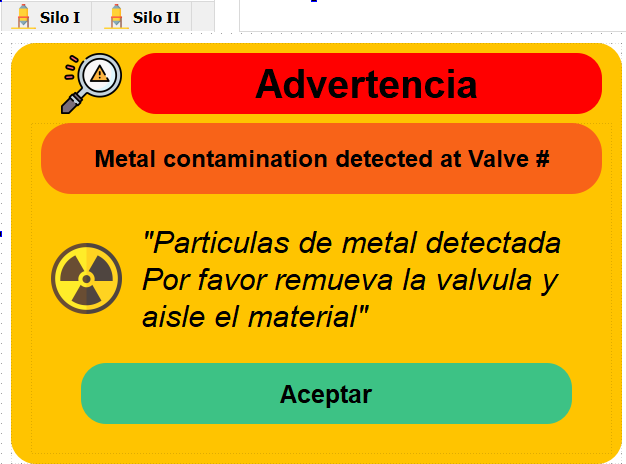 Silo I Silo II
Advertencia
Metal contamination detected at Valve #
"Particulas de metal detectada
Por favor remueva la valvula y
aisle el material"
Aceptar